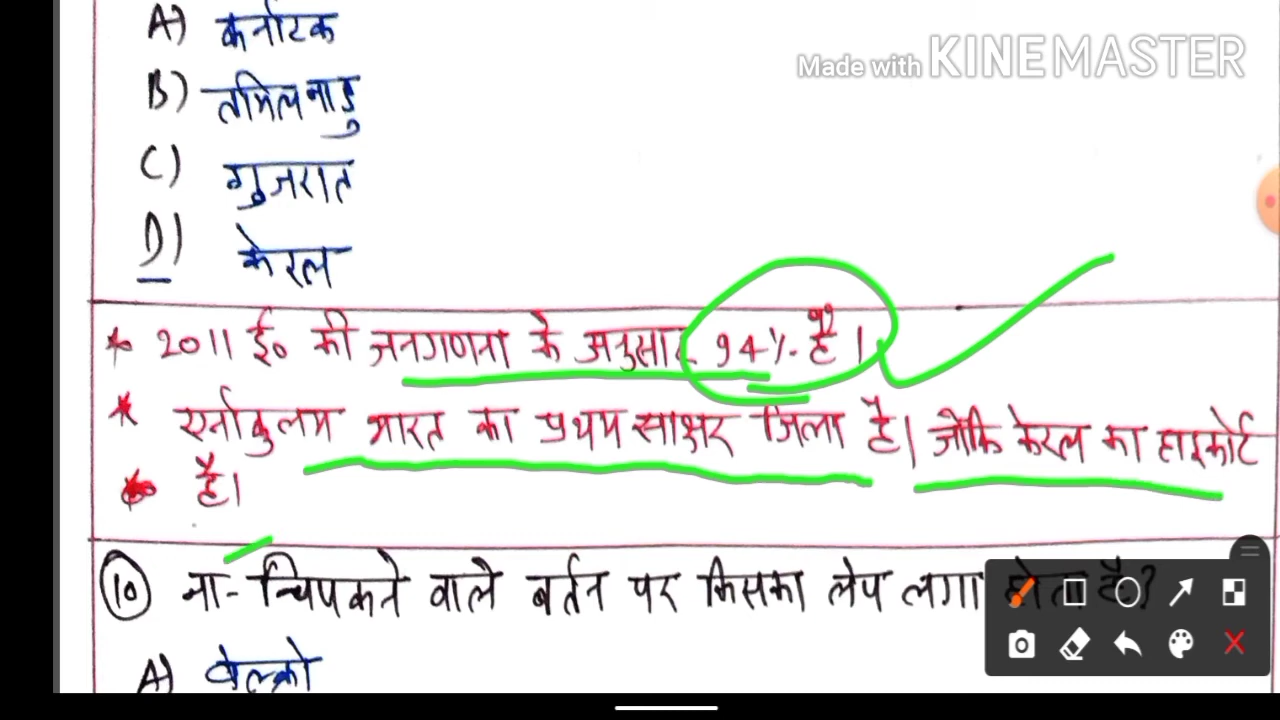 A) कर्नाटक
Made with KINEMASTER
B) तमिलनाडु
C) गुजरात
D) केरल
* 2011 ई० की जनगणना के अनुसार 94% है।
* एर्नाकुलम भारत का प्रथम साक्षर जिला है। जोकि केरल का हाइकोर्ट
* है।
10 ना-चिपकने वाले बर्तन पर किसका लेप लगा होता है?
A) वेल्क्रो